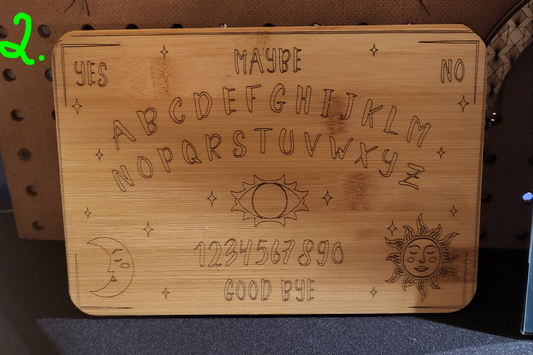 2.
YES MAYBE NO
ABCDEFGHIJKLM
NOPQRSTUVWXYZ
1234567890
GOOD BYE